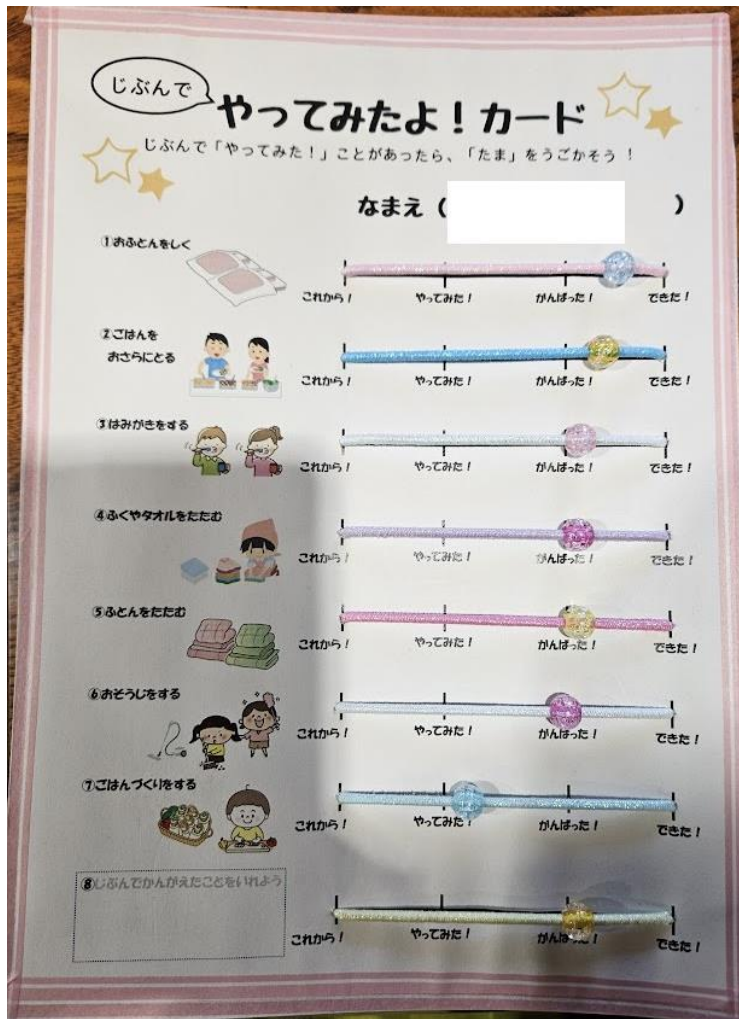 じぶんで
やってみたよ！カード
じぶんで「やってみた！」ことがあったら、「たま」をうごかそう！
なまえ（　）
①おふとんをしく
これから！ やってみた！ がんばった！ できた！
②ごはんを
おさらにとる
これから！ やってみた！ がんばった！ できた！
③はみがきをする
これから！ やってみた！ がんばった！ できた！
④ふくやタオルをたたむ
これから！ やってみた！ がんばった！ できた！
⑤ふとんをたたむ
これから！ やってみた！ がんばった！ できた！
⑥おそうじをする
これから！ やってみた！ がんばった！ できた！
⑦ごはんづくりをする
これから！ やってみた！ がんばった！ できた！
⑧じぶんでかんがえたことをいれよう
これから！ やってみた！ がんばった！ できた！